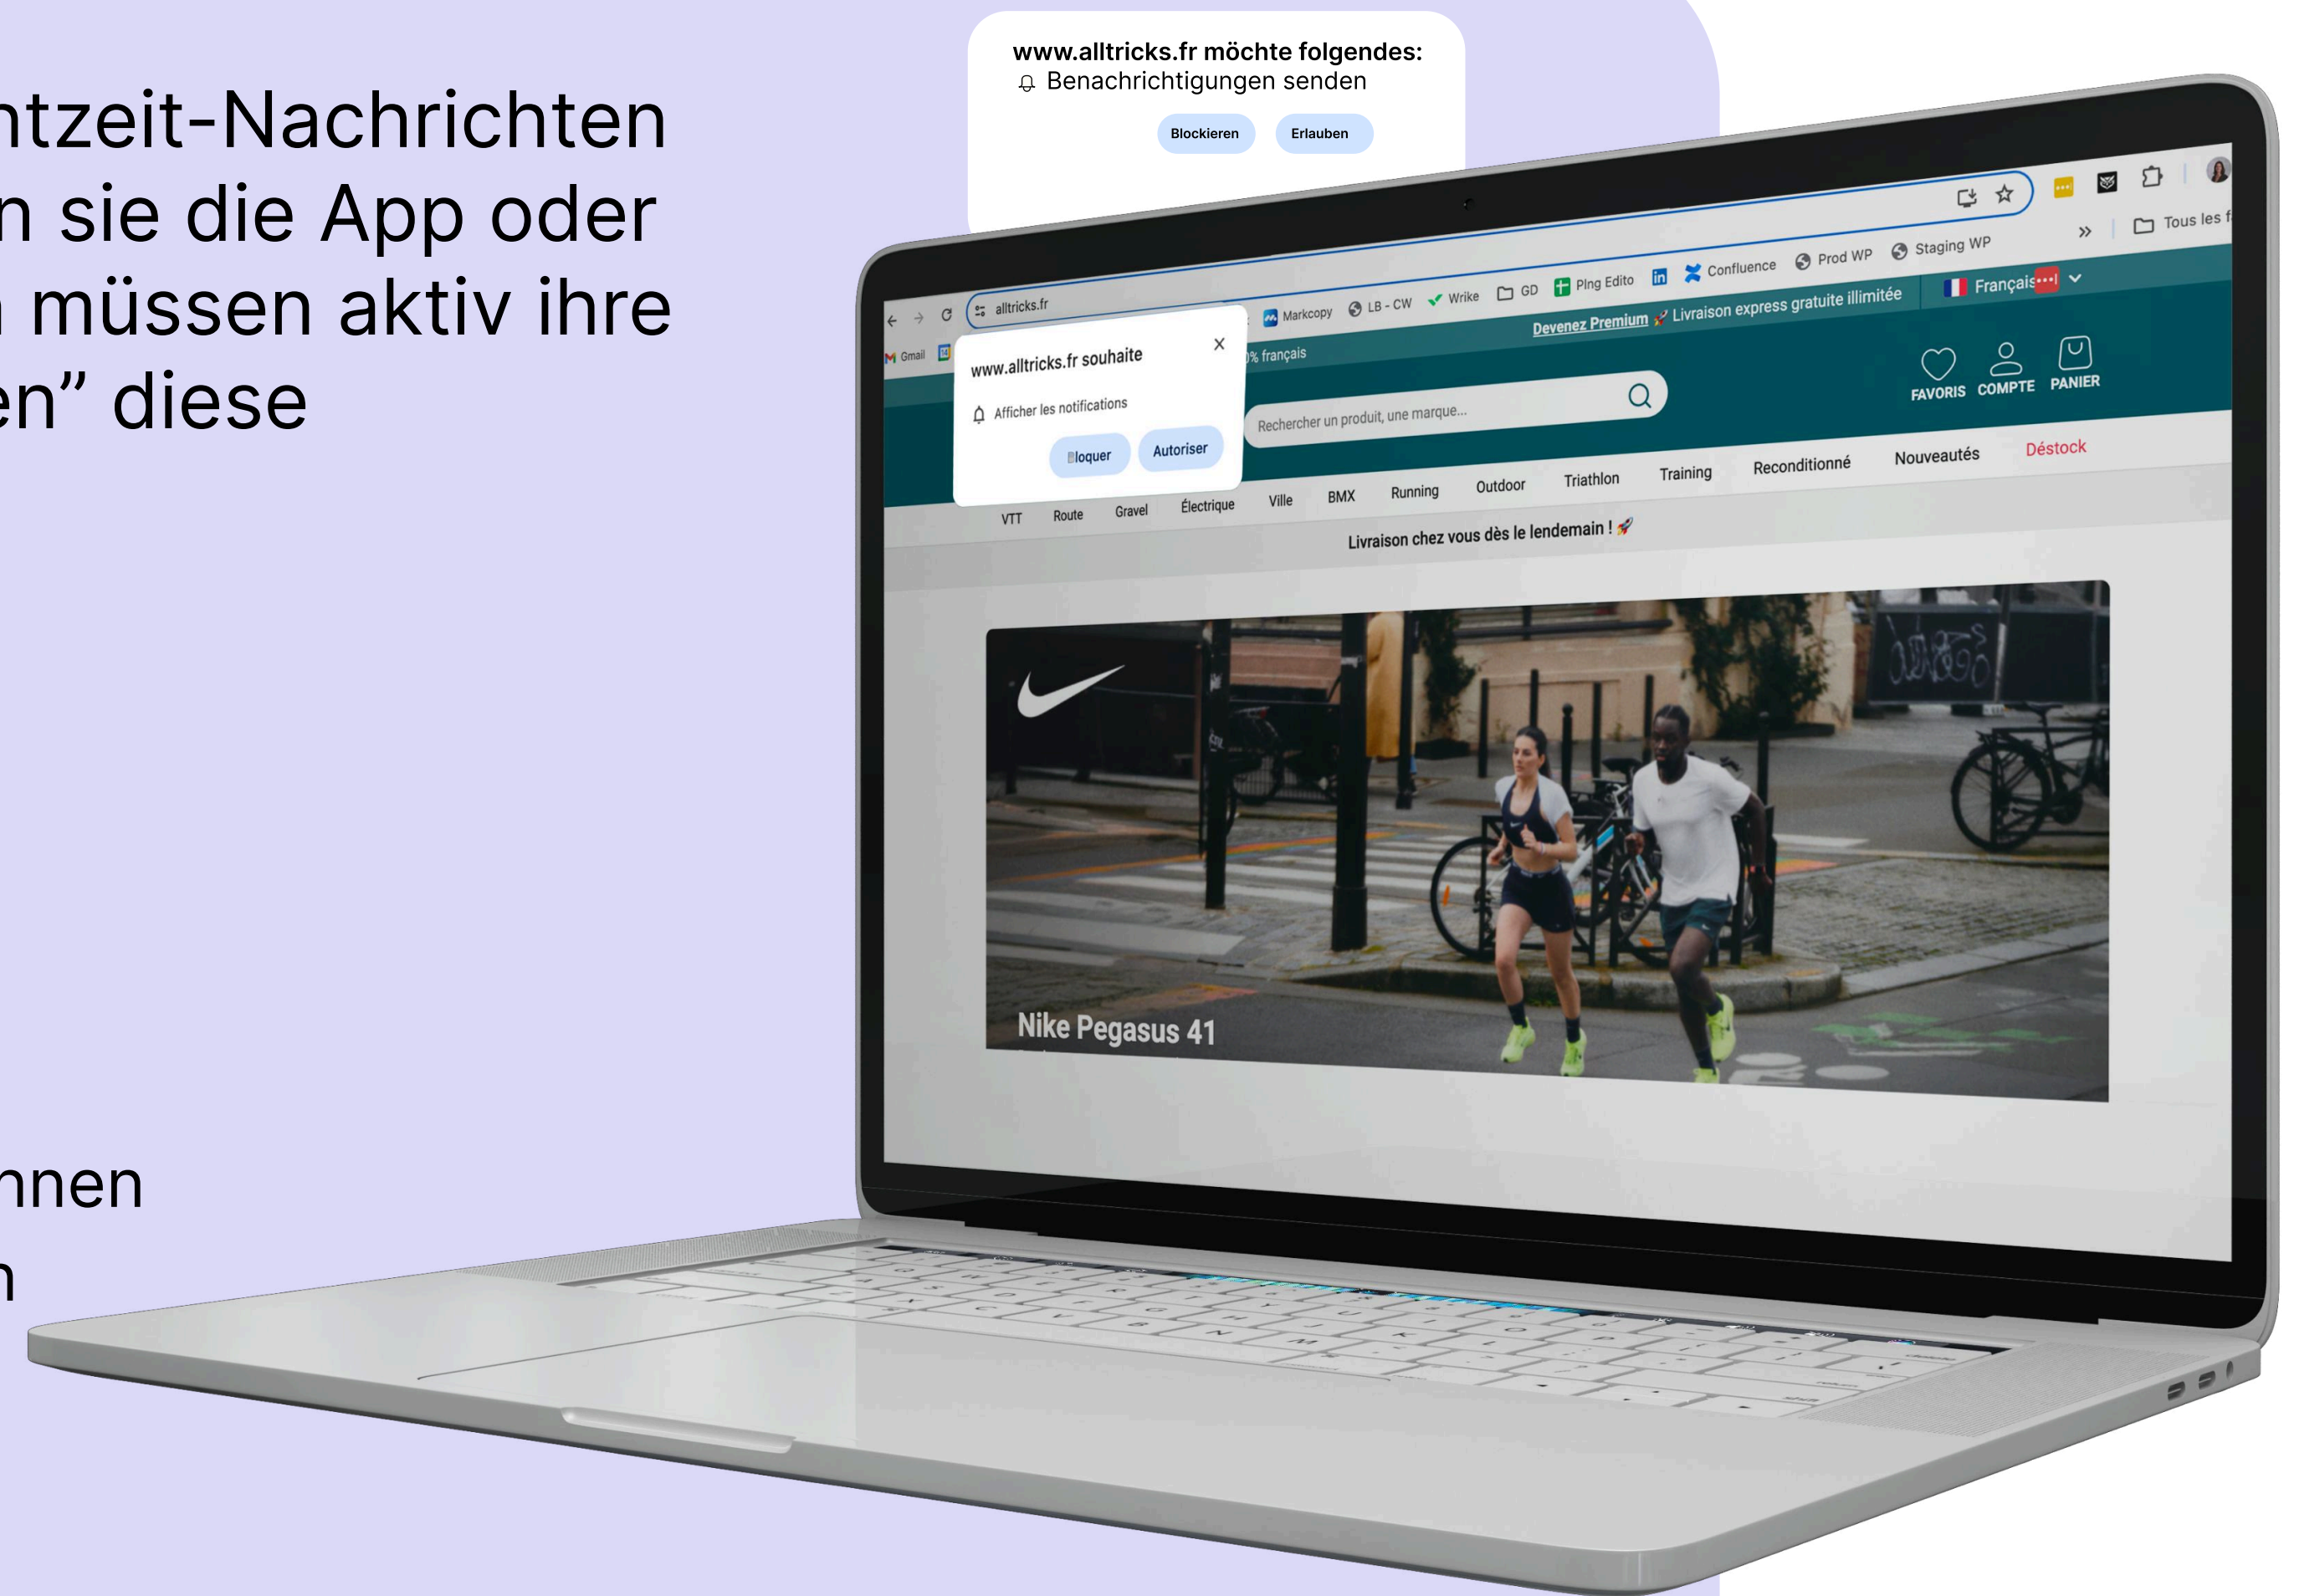 www.alltricks.fr möchte folgendes:
Benachrichtigungen senden
Blockieren Erlauben
ntzeit-Nachrichten
n sie die App oder
müssen aktiv ihre
en” diese
nnen
n
alltricks.fr
Gmail Markcopy LB - CW Wrike GD Plng Edito Confluence Prod WP Staging WP » Tous les f
0% français Devenez Premium 🚀 Livraison express gratuite illimitée Français
www.alltricks.fr souhaite
Afficher les notifications
loquer Autoriser
Rechercher un produit, une marque...
FAVORIS COMPTE PANIER
VTT Route Gravel Électrique Ville BMX Running Outdoor Triathlon Training Reconditionné Nouveautés Déstock
Livraison chez vous dès le lendemain ! 🚀
Nike Pegasus 41